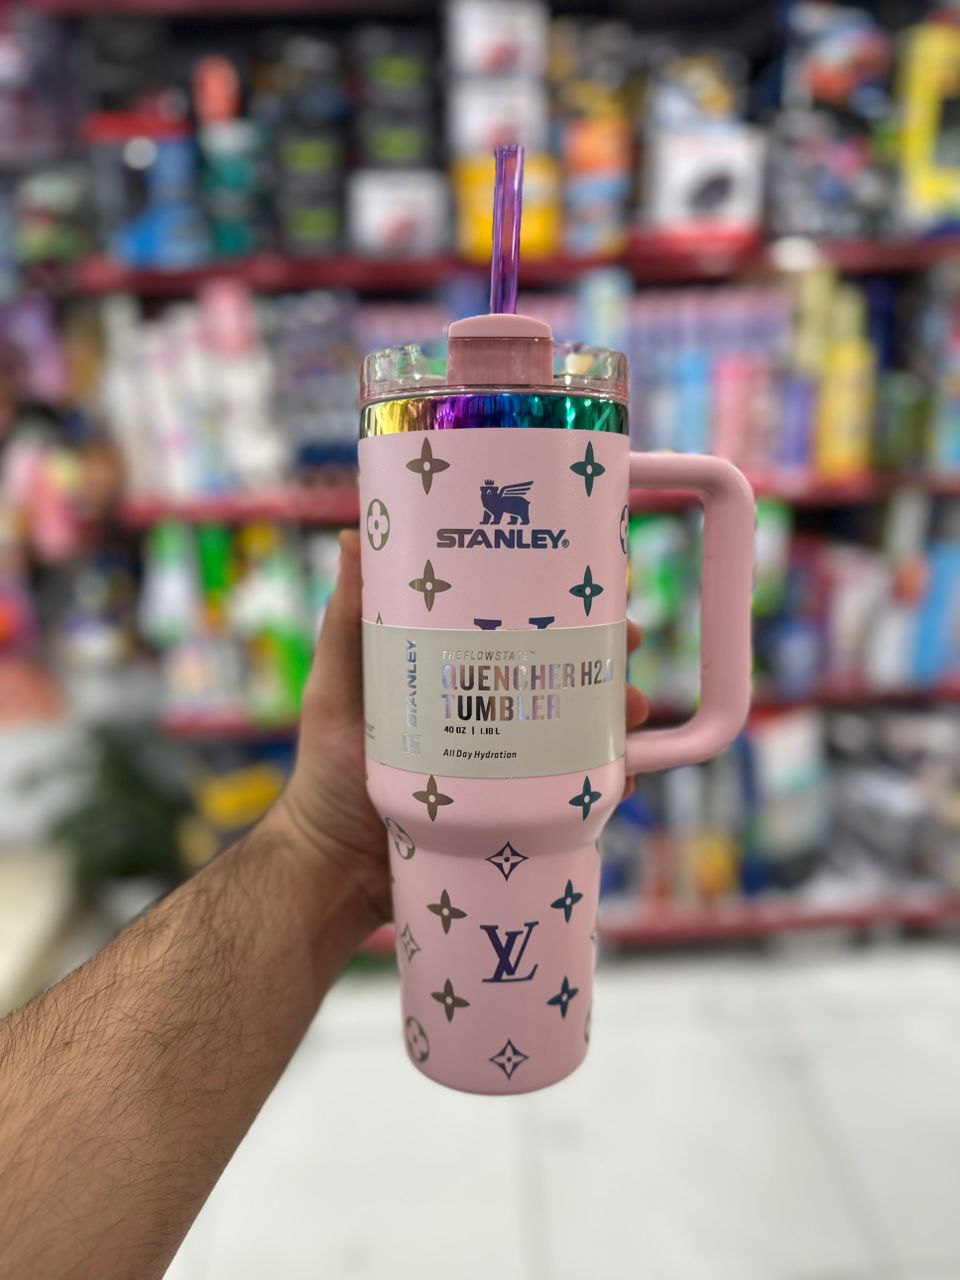 STANLEY®
STANLEY
THE FLOWSTATE™
QUENCHER H2.0
TUMBLER
40 OZ | 1.18 L
All Day Hydration
LV